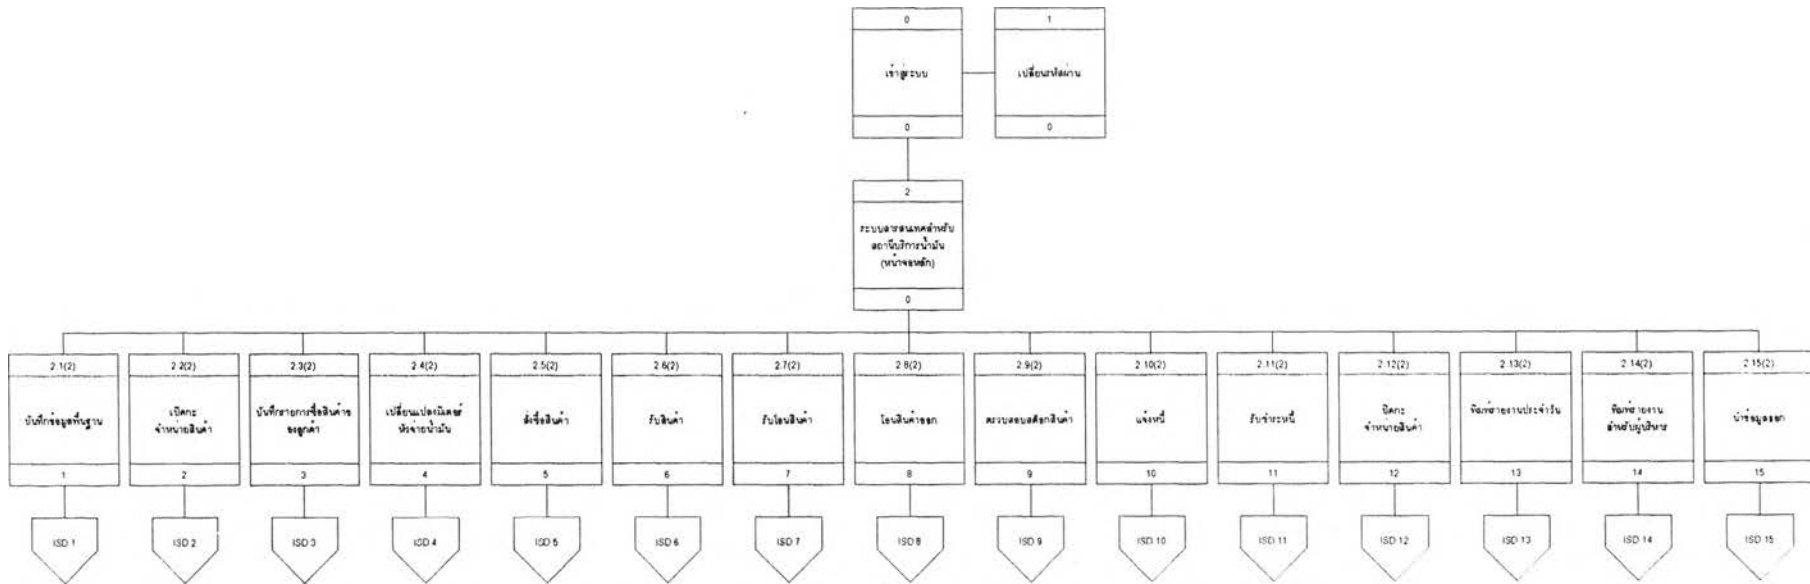 0
1
เข้าสู่ระบบ
เปลี่ยนรหัสผ่าน
0
0
2
ระบบสารสนเทศสำหรับ
สถานีบริการน้ำมัน
(หน้าจอหลัก)
0
2.1(2)
2.2(2)
2.3(2)
2.4(2)
2.5(2)
2.6(2)
2.7(2)
2.8(2)
2.9(2)
2.10(2)
2.11(2)
2.12(2)
2.13(2)
2.14(2)
2.15(2)
บันทึกข้อมูลพื้นฐาน
เปิดกะ
จำหน่ายสินค้า
บันทึกรายการซื้อสินค้าข
องลูกค้า
เปลี่ยนแปลงมิเตอร์
หัวจ่ายน้ำมัน
สั่งซื้อสินค้า
รับสินค้า
รับโอนสินค้า
โอนสินค้าออก
ตรวจสอบสต๊อกสินค้า
แจ้งหนี้
รับชำระหนี้
ปิดกะ
จำหน่ายสินค้า
พิมพ์รายงานประจำวัน
พิมพ์รายงาน
สำหรับผู้บริหาร
นำข้อมูลออก
1
2
3
4
5
6
7
8
9
10
11
12
13
14
15
ISD 1
ISD 2
ISD 3
ISD 4
ISD 5
ISD 6
ISD 7
ISD 8
ISD 9
ISD 10
ISD 11
ISD 12
ISD 13
ISD 14
ISD 15